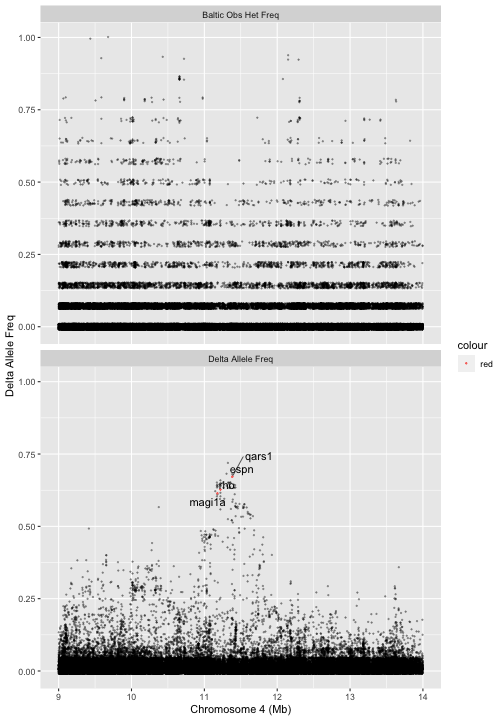 Baltic Obs Het Freq
1.00
0.75
0.50
0.25
0.00
Delta Allele Freq
Delta Allele Freq
1.00
0.75
0.50
0.25
0.00
qars1
espn
rho
magi1a
9
10
11
12
13
14
Chromosome 4 (Mb)
colour
red